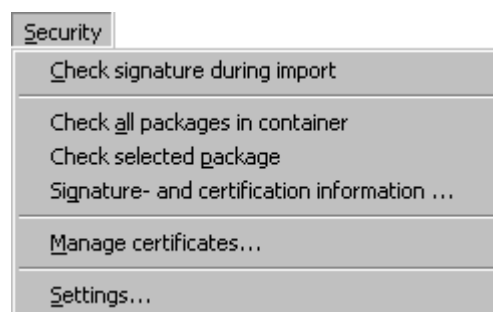 Security
Check signature during import
Check all packages in container
Check selected package
Signature- and certification information ...
Manage certificates...
Settings...